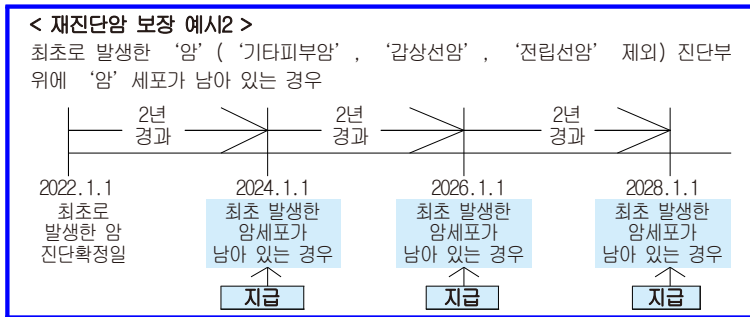 < 재진단암 보장 예시2 >
최초로 발생한 ‘암’ ( ‘기타피부암’ , ‘갑상선암’ , ‘전립선암’ 제외) 진단부
위에 ‘암’ 세포가 남아 있는 경우
2년 2년 2년
경과 경과 경과
2022.1.1 2024.1.1 2026.1.1 2028.1.1
최초로 최초 발생한 최초 발생한 최초 발생한
발생한 암 암세포가 암세포가 암세포가
진단확정일 남아 있는 경우 남아 있는 경우 남아 있는 경우
지급 지급 지급